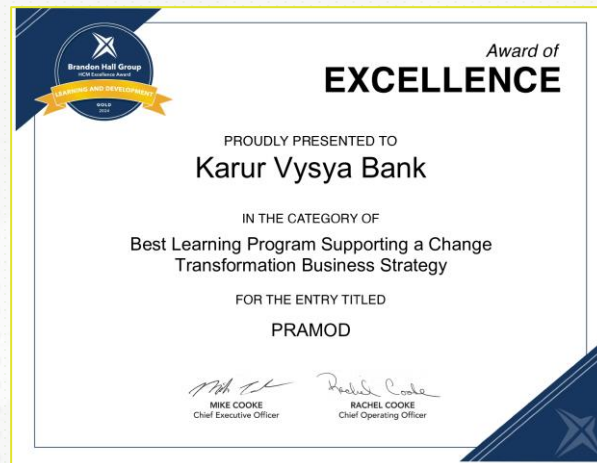 Brandon Hall Group
HCM Excellence Award
LEARNING AND DEVELOPMENT
GOLD
2024
Award of
EXCELLENCE
PROUDLY PRESENTED TO
Karur Vysya Bank
IN THE CATEGORY OF
Best Learning Program Supporting a Change
Transformation Business Strategy
FOR THE ENTRY TITLED
PRAMOD
MIKE COOKE
Chief Executive Officer
Rachel Cooke
RACHEL COOKE
Chief Operating Officer